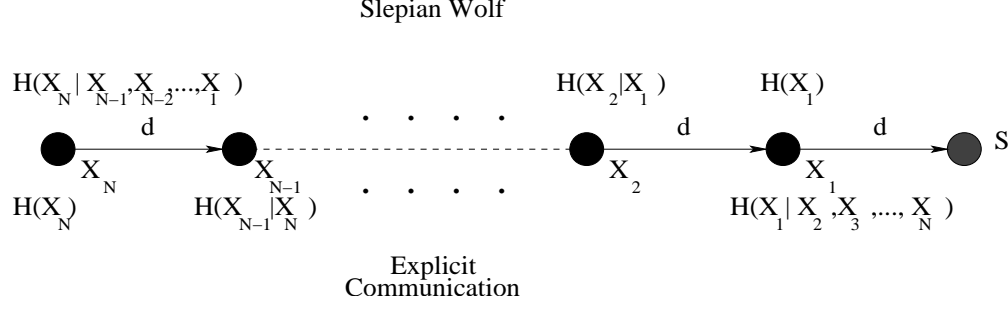 Slepian Wolf
H(X_N | X_{N-1},X_{N-2},...,X_1 ) H(X_2|X_1 ) H(X_1)
d d d
X_N X_{N-1} X_2 X_1 S
H(X_N) H(X_{N-1}|X_N ) H(X_1| X_2 ,X_3 ,..., X_N )
Explicit
Communication